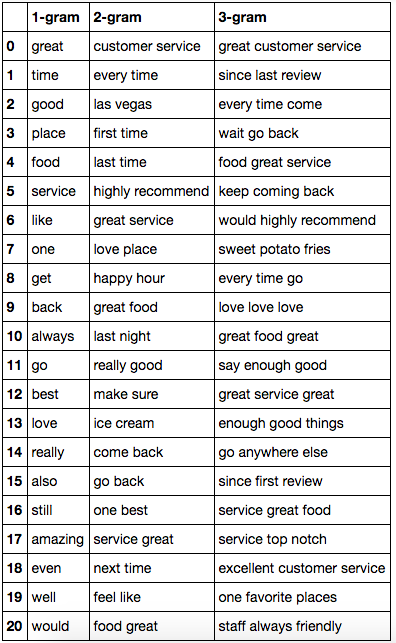 1-gram 2-gram 3-gram
0 great customer service great customer service
1 time every time since last review
2 good las vegas every time come
3 place first time wait go back
4 food last time food great service
5 service highly recommend keep coming back
6 like great service would highly recommend
7 one love place sweet potato fries
8 get happy hour every time go
9 back great food love love love
10 always last night great food great
11 go really good say enough good
12 best make sure great service great
13 love ice cream enough good things
14 really come back go anywhere else
15 also go back since first review
16 still one best service great food
17 amazing service great service top notch
18 even next time excellent customer service
19 well feel like one favorite places
20 would food great staff always friendly